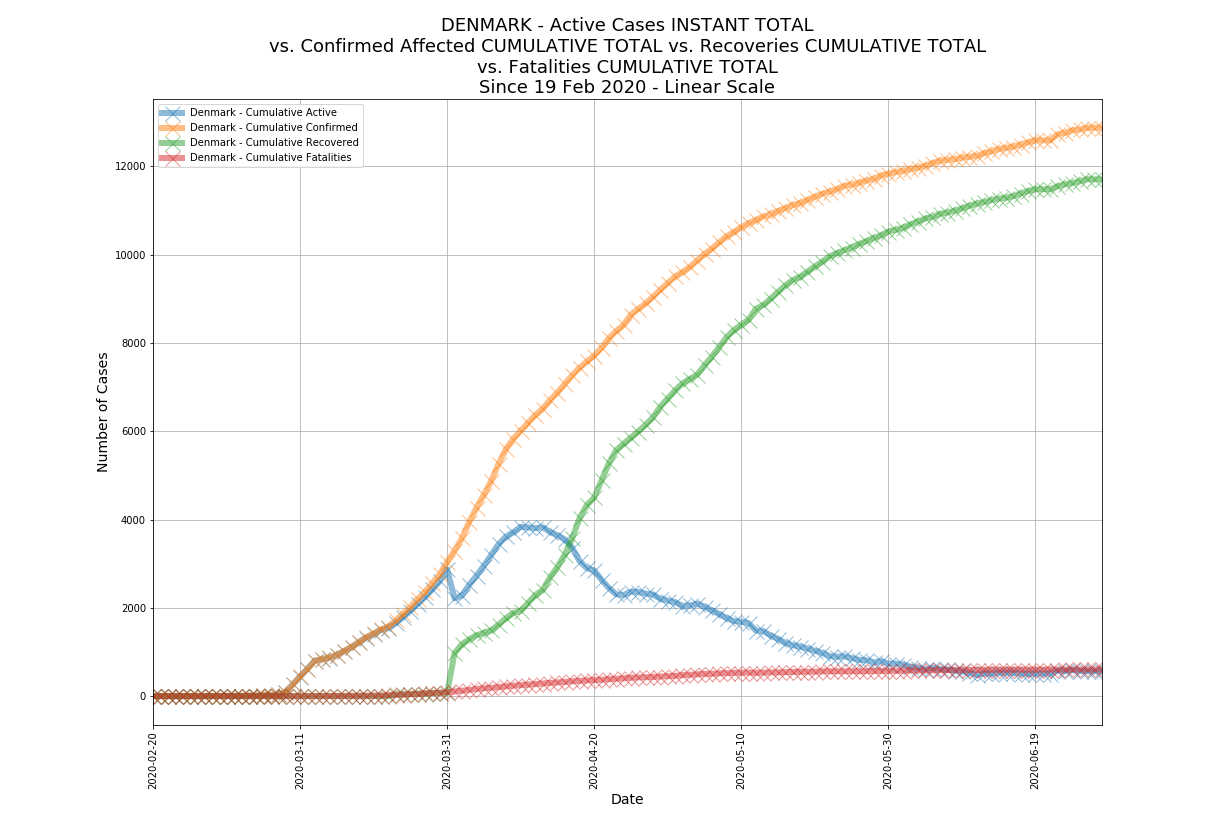 DENMARK - Active Cases INSTANT TOTAL
vs. Confirmed Affected CUMULATIVE TOTAL vs. Recoveries CUMULATIVE TOTAL
vs. Fatalities CUMULATIVE TOTAL
Since 19 Feb 2020 - Linear Scale
Denmark - Cumulative Active
Denmark - Cumulative Confirmed
Denmark - Cumulative Recovered
Denmark - Cumulative Fatalities
Number of Cases
12000
10000
8000
6000
4000
2000
0
2020-02-20
2020-03-11
2020-03-31
2020-04-20
2020-05-10
2020-05-30
2020-06-19
Date